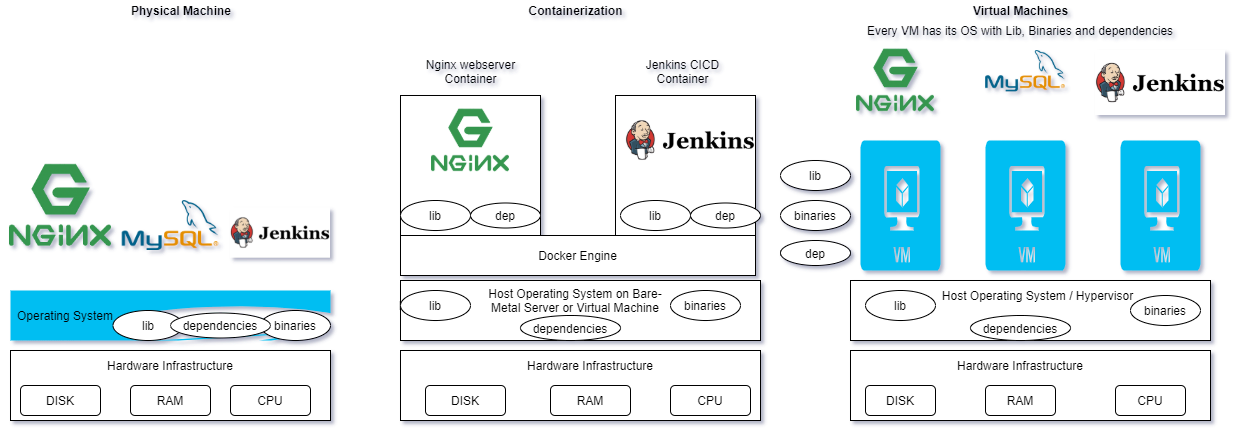 Physical Machine
NGiNX
MySQL®
Jenkins
Operating System
lib
dependencies
binaries
Hardware Infrastructure
DISK
RAM
CPU
Containerization
Nginx webserver
Container
NGiNX
lib
dep
Jenkins CICD
Container
Jenkins
lib
dep
Docker Engine
lib
Host Operating System on Bare-
Metal Server or Virtual Machine
dependencies
binaries
Hardware Infrastructure
DISK
RAM
CPU
Virtual Machines
Every VM has its OS with Lib, Binaries and dependencies
NGiNX
MySQL®
Jenkins
lib
binaries
dep
VM
VM
VM
lib
Host Operating System / Hypervisor
dependencies
binaries
Hardware Infrastructure
DISK
RAM
CPU